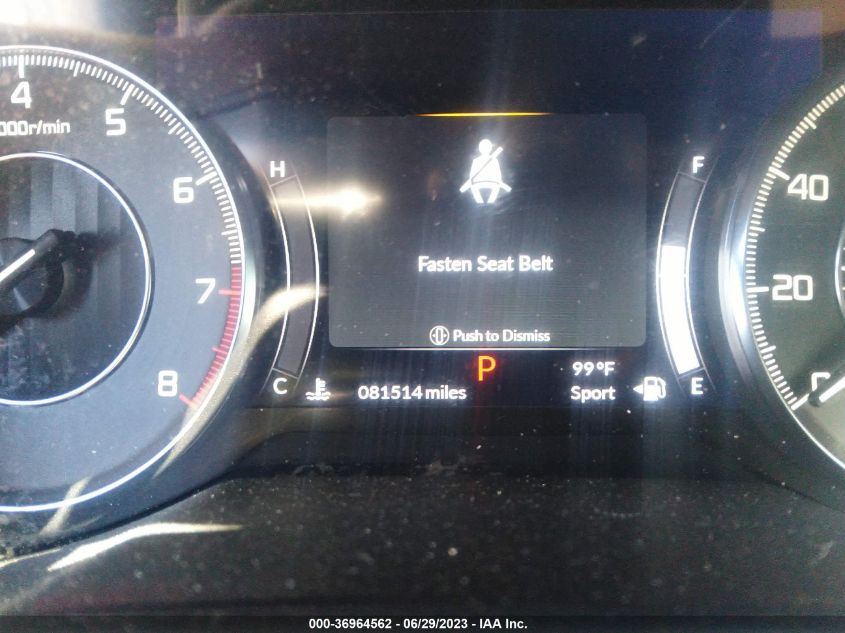 4
5
000r/min
6
7
8
H
C
Fasten Seat Belt
Push to Dismiss
P
081514 miles
99°F
Sport
F
E
40
20
000-36964562 / 06/29/2023 - IAA Inc.